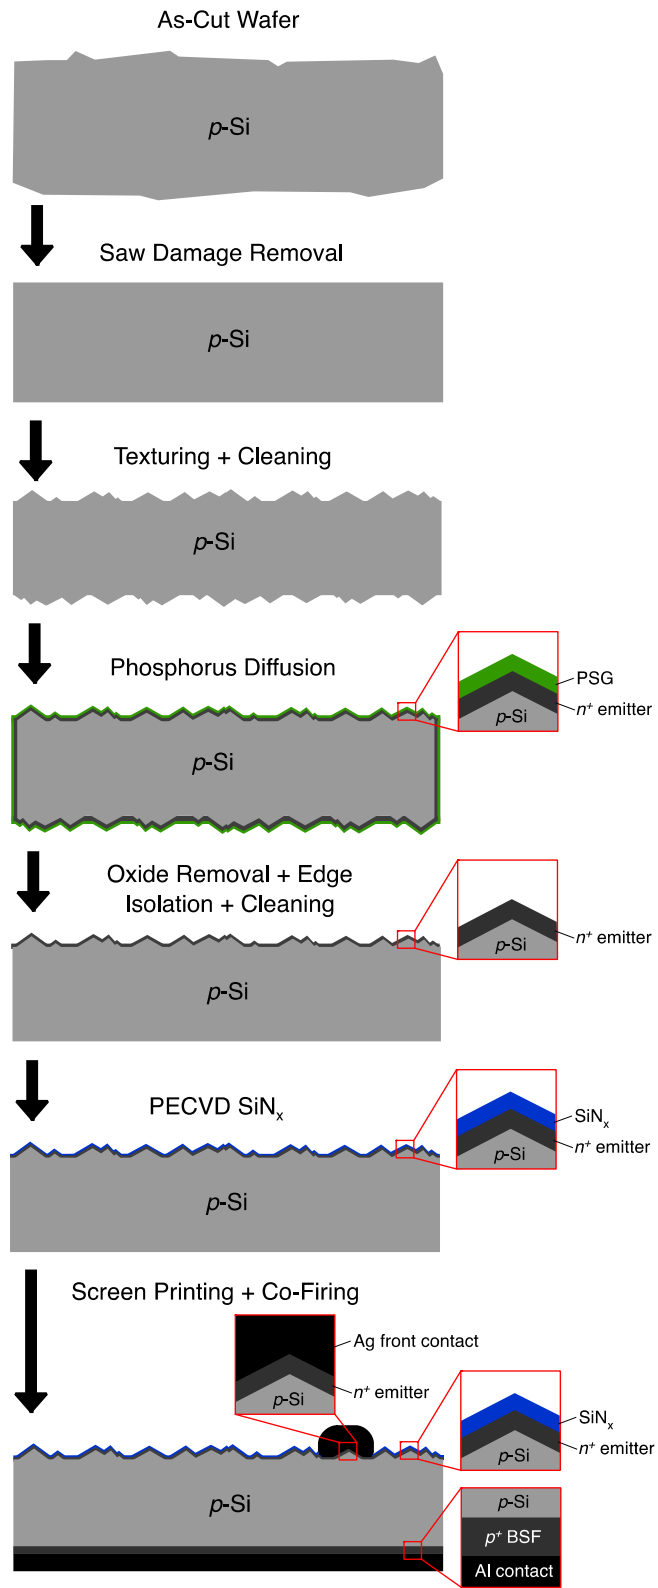 As-Cut Wafer
p-Si
Saw Damage Removal
p-Si
Texturing + Cleaning
p-Si
Phosphorus Diffusion
PSG
n⁺ emitter
p-Si
p-Si
Oxide Removal + Edge
Isolation + Cleaning
n⁺ emitter
p-Si
p-Si
PECVD SiNₓ
SiNₓ
n⁺ emitter
p-Si
p-Si
Screen Printing + Co-Firing
Ag front contact
n⁺ emitter
p-Si
SiNₓ
n⁺ emitter
p-Si
p-Si
p-Si
p⁺ BSF
Al contact